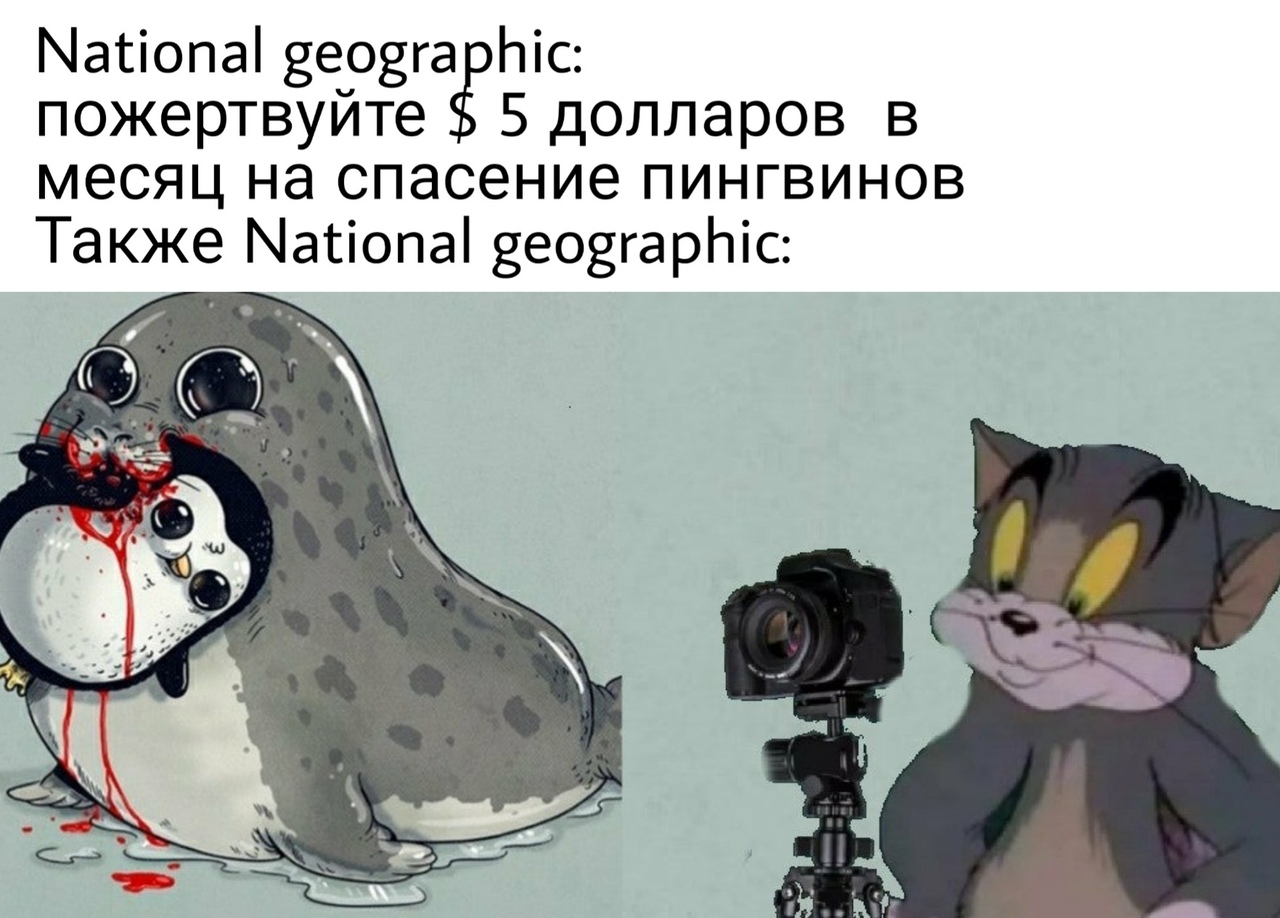 National geographic:
пожертвуйте $ 5 долларов в
месяц на спасение пингвинов
Также National geographic: